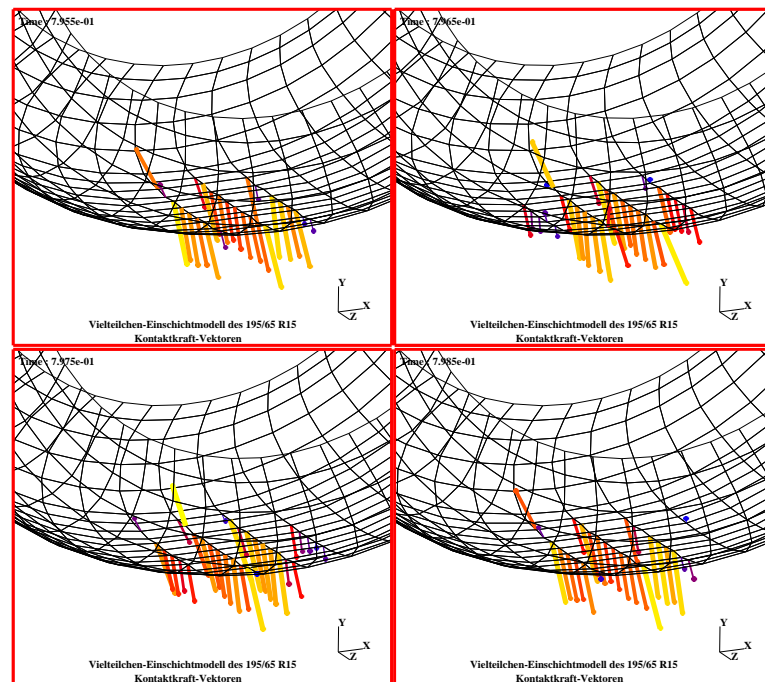 Time : 7.955e-01
Y
X
Z
Vielteilchen-Einschichtmodell des 195/65 R15
Kontaktkraft-Vektoren
Time : 7.965e-01
Y
X
Z
Vielteilchen-Einschichtmodell des 195/65 R15
Kontaktkraft-Vektoren
Time : 7.975e-01
Y
X
Z
Vielteilchen-Einschichtmodell des 195/65 R15
Kontaktkraft-Vektoren
Time : 7.985e-01
Y
X
Z
Vielteilchen-Einschichtmodell des 195/65 R15
Kontaktkraft-Vektoren